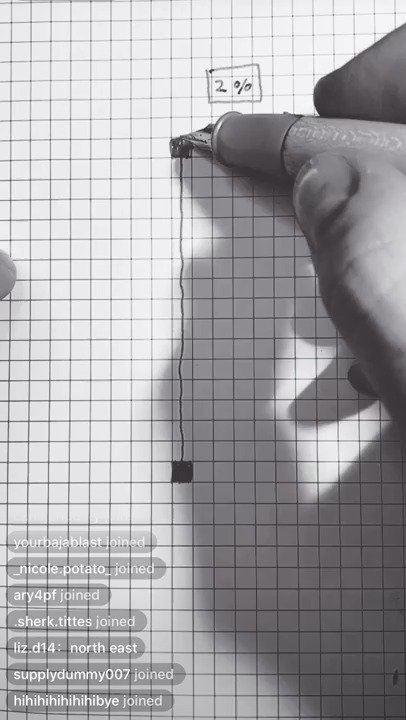 2%
yourbajablast joined
_nicole.potato_ joined
ary4pf joined
.sherk.tittes joined
liz.d14: north east
supplydummy007 joined
hihihihihihihibye joined